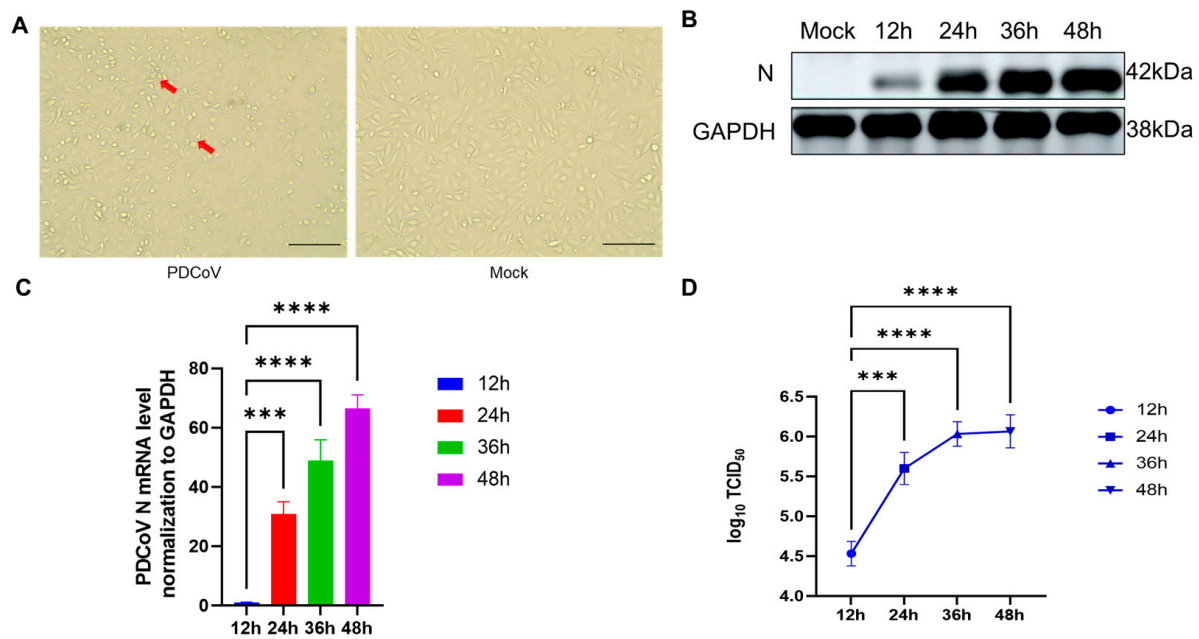 A
PDCoV
Mock
B
Mock 12h 24h 36h 48h
N
42kDa
GAPDH
38kDa
C
PDCoV N mRNA level
normalization to GAPDH
80
60
40
20
0
****
****
***
12h 24h 36h 48h
12h
24h
36h
48h
D
log₁₀ TCID₅₀
6.5
6.0
5.5
5.0
4.5
4.0
****
****
***
12h 24h 36h 48h
12h
24h
36h
48h